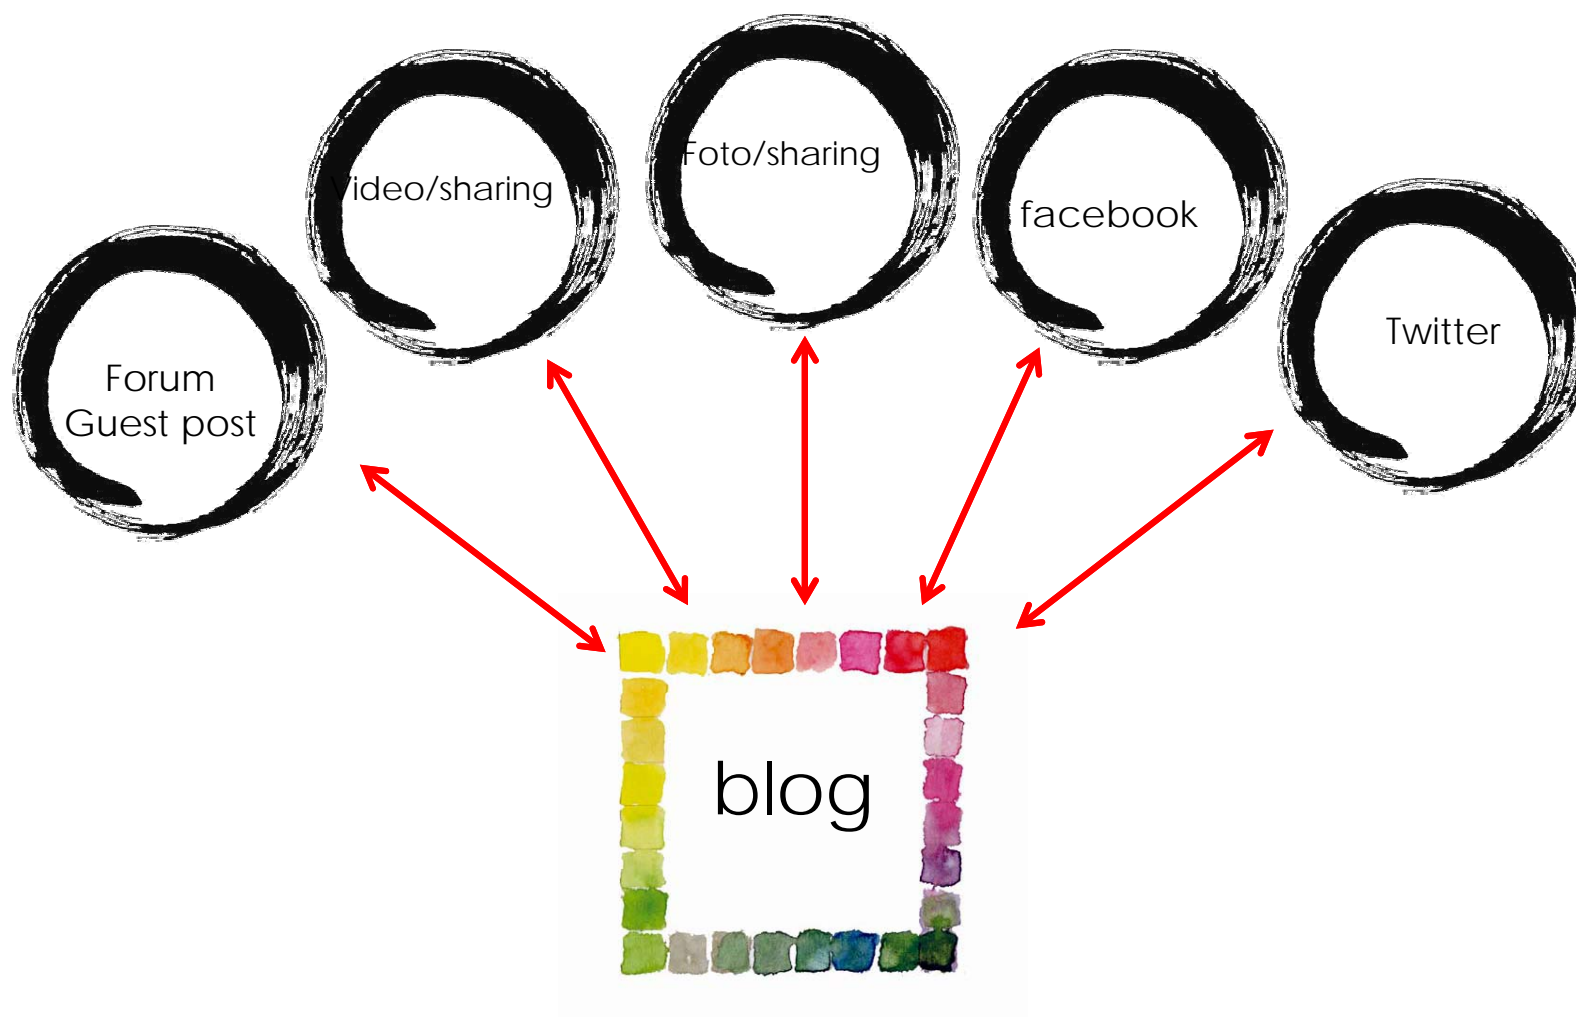 Foto/sharing
Video/sharing
facebook
Twitter
Forum
Guest post
blog